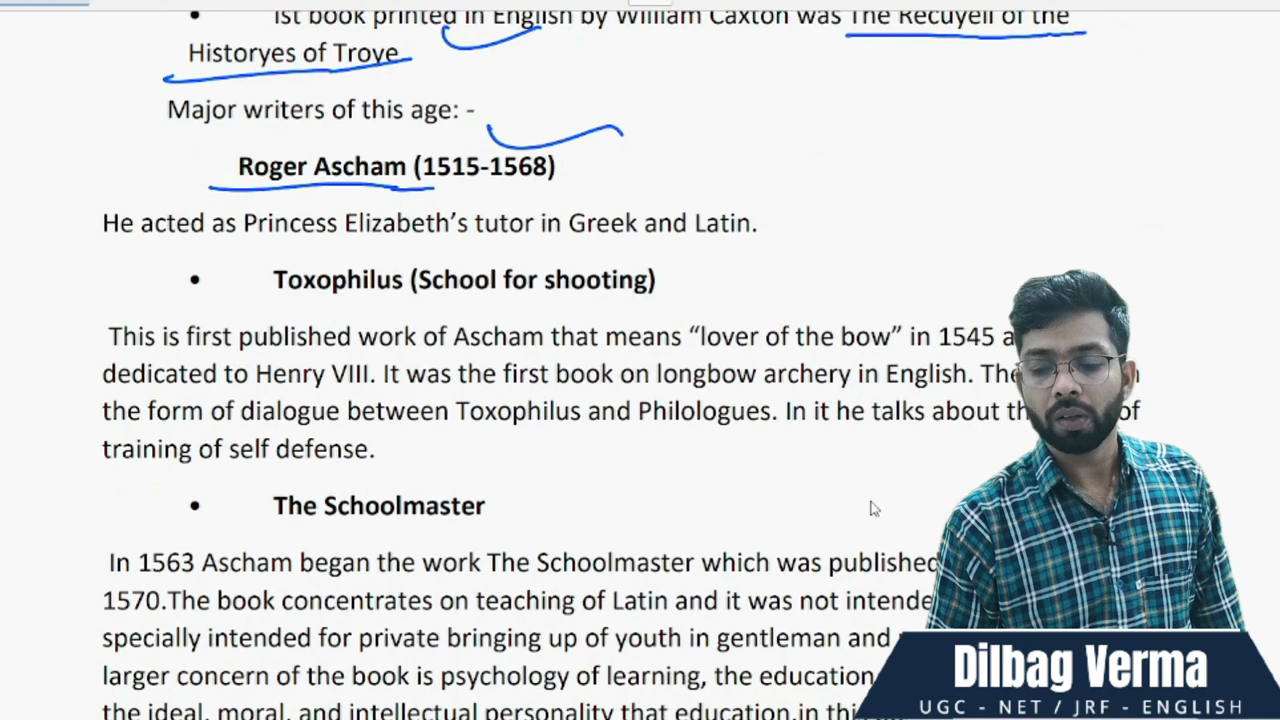 Ist book printed in English by William Caxton was The Recuyell of the
Historyes of Troye
Major writers of this age: -
Roger Ascham (1515-1568)
He acted as Princess Elizabeth’s tutor in Greek and Latin.
• Toxophilus (School for shooting)
This is first published work of Ascham that means “lover of the bow” in 1545
dedicated to Henry VIII. It was the first book on longbow archery in English.
the form of dialogue between Toxophilus and Philologues. In it he talks about of
training of self defense.
• The Schoolmaster
In 1563 Ascham began the work The Schoolmaster which was published
1570.The book concentrates on teaching of Latin and it was not
specially intended for private bringing up of youth in gentleman and
larger concern of the book is psychology of learning, the education
the ideal, moral, and intellectual personality that education.in
Dilbag Verma
UGC - NET / JRF - ENGLISH